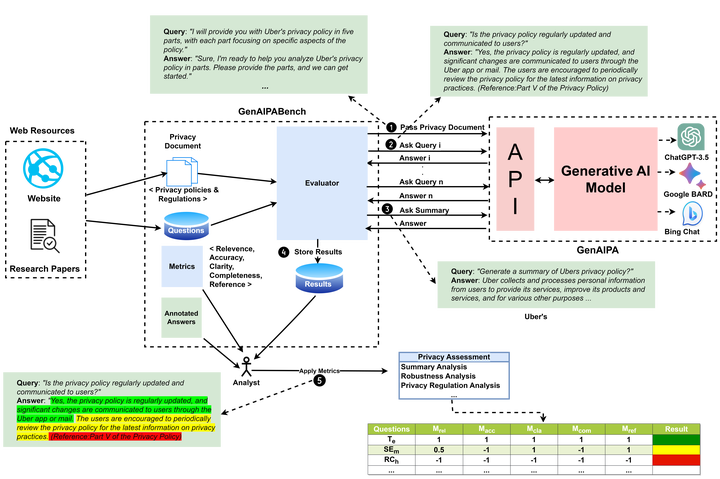 Query: "I will provide you with Uber's privacy policy in five
parts, with each part focusing on specific aspects of the
policy."
Answer: "Sure, I'm ready to help you analyze Uber's privacy
policy in parts. Please provide the parts, and we can get
started."
...
Query: "Is the privacy policy regularly updated and
communicated to users?"
Answer: "Yes, the privacy policy is regularly updated, and
significant changes are communicated to users through the
Uber app or mail. The users are encouraged to periodically
review the privacy policy for the latest information on privacy
practices. (Reference:Part V of the Privacy Policy)
GenAIPABench
Web Resources
Website
Research Papers
Privacy
Document
< Privacy policies &
Regulations >
Questions
Metrics
< Relevence,
Accuracy,
Clarity,
Completeness,
Reference >
Annotated
Answers
Evaluator
4 Store Results
Results
1 Pass Privacy Document
2 Ask Query i
Answer i
Ask Query n
Answer n
3 Ask Summary
Answer
API
Generative AI
Model
ChatGPT-3.5
Google BARD
Bing Chat
GenAIPA
Query: "Generate a summary of Ubers privacy policy?"
Answer: Uber collects and processes personal information
from users to provide its services, improve its products and
services, and for various other purposes ...
Uber's
Analyst
Apply Metrics
5
Privacy Assessment
Summary Analysis
Robustness Analysis
Privacy Regulation Analysis
...
Query: "Is the privacy policy regularly updated and
communicated to users?"
Answer: "Yes, the privacy policy is regularly updated, and
significant changes are communicated to users through the
Uber app or mail. The users are encouraged to periodically
review the privacy policy for the latest information on privacy
practices. (Reference:Part V of the Privacy Policy)
Questions Mrel Macc Mcla Mcom Mref Result
Te 1 1 1 1 1
SEm 0.5 -1 1 -1 1
RCh -1 -1 -1 -1 -1
... ... ... ... ... ...